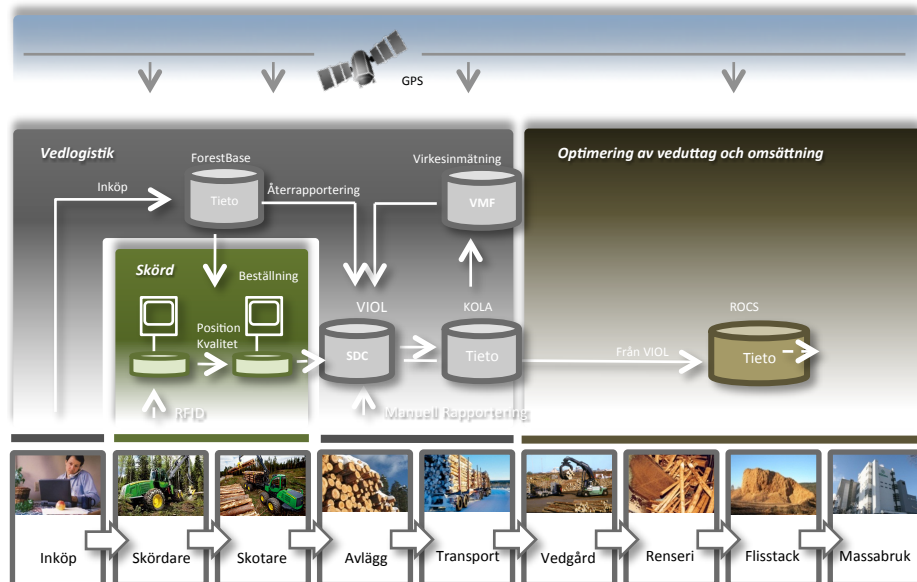 GPS
Vedlogistik
ForestBase
Virkesinmätning
Optimering av veduttag och omsättning
Inköp
Tieto
Återrapportering
VMF
Skörd
Beställning
VIOL
KOLA
ROCS
Position
Kvalitet
SDC
Tieto
Från VIOL
Tieto
RFID
Manuell Rapportering
Inköp
Skördare
Skotare
Avlägg
Transport
Vedgård
Renseri
Flisstack
Massabruk